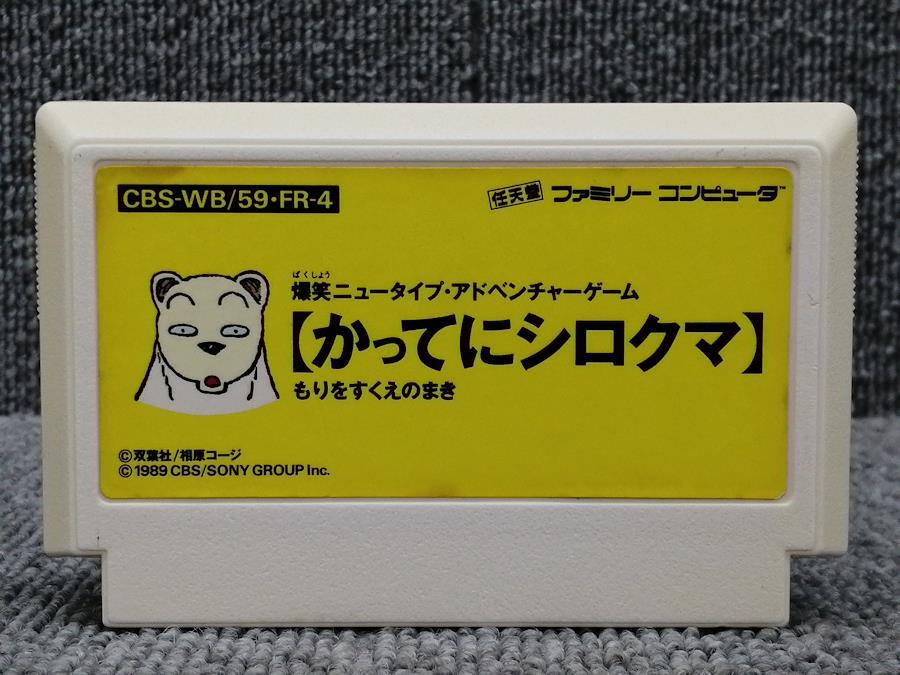 CBS-WB/59・FR-4
任天堂 ファミリー コンピュータ™
ばくしょう
爆笑ニュータイプ・アドベンチャーゲーム
【かってにシロクマ】
もりをすくえのまき
©双葉社/相原コージ
©1989 CBS/SONY GROUP Inc.